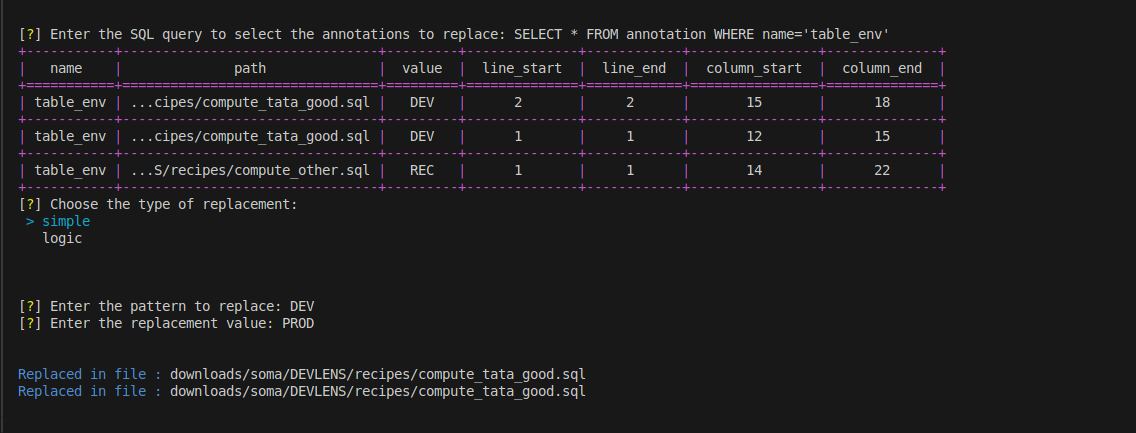 [?] Enter the SQL query to select the annotations to replace: SELECT * FROM annotation WHERE name='table_env'
+-----------+--------------------------------+---------+--------------+------------+----------------+--------------+
|   name    |              path              |  value  |  line_start  |  line_end  |  column_start  |  column_end  |
+===========+================================+=========+==============+============+================+==============+
| table_env | ...cipes/compute_tata_good.sql |   DEV   |      2       |     2      |       15       |      18      |
+-----------+--------------------------------+---------+--------------+------------+----------------+--------------+
| table_env | ...cipes/compute_tata_good.sql |   DEV   |      1       |     1      |       12       |      15      |
+-----------+--------------------------------+---------+--------------+------------+----------------+--------------+
| table_env | ...S/recipes/compute_other.sql |   REC   |      1       |     1      |       14       |      22      |
+-----------+--------------------------------+---------+--------------+------------+----------------+--------------+
[?] Choose the type of replacement:
 > simple
   logic
[?] Enter the pattern to replace: DEV
[?] Enter the replacement value: PROD
Replaced in file : downloads/soma/DEVLENS/recipes/compute_tata_good.sql
Replaced in file : downloads/soma/DEVLENS/recipes/compute_tata_good.sql